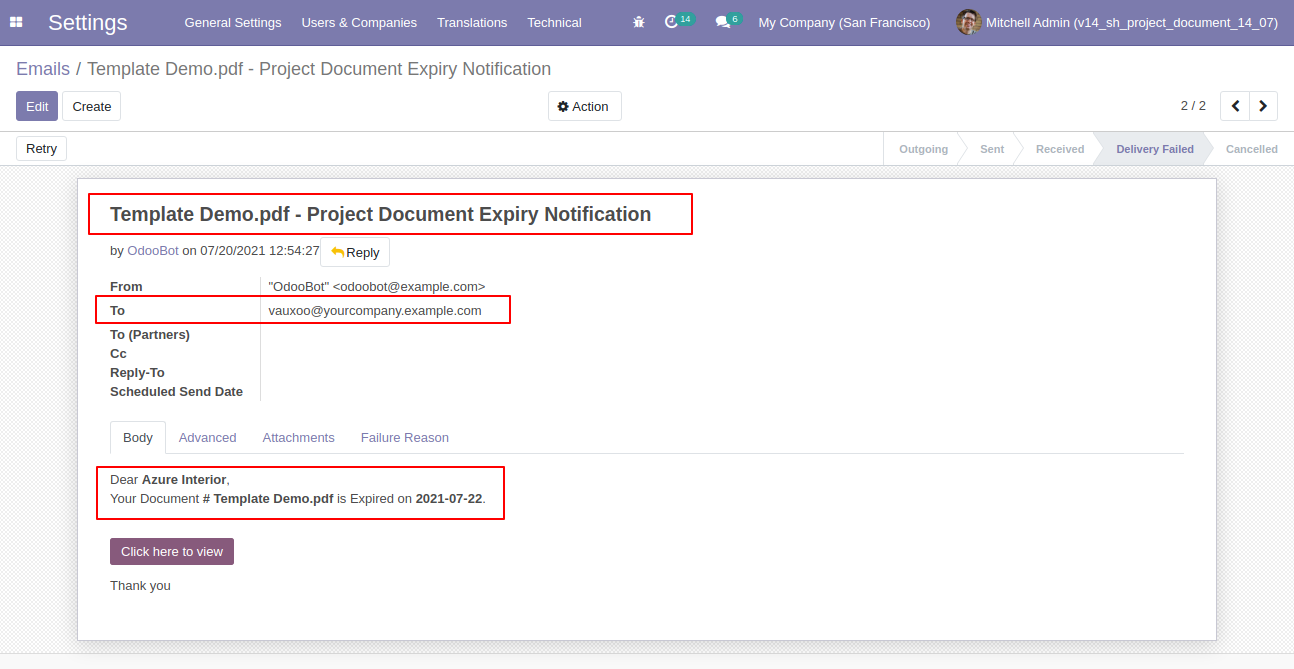 Settings General Settings Users & Companies Translations Technical 14 6 My Company (San Francisco) Mitchell Admin (v14_sh_project_document_14_07)
Emails / Template Demo.pdf - Project Document Expiry Notification
Edit Create Action 2 / 2
Retry Outgoing Sent Received Delivery Failed Cancelled
Template Demo.pdf - Project Document Expiry Notification
by OdooBot on 07/20/2021 12:54:27 Reply
From "OdooBot" <odoobot@example.com>
To vauxoo@yourcompany.example.com
To (Partners)
Cc
Reply-To
Scheduled Send Date
Body Advanced Attachments Failure Reason
Dear Azure Interior,
Your Document # Template Demo.pdf is Expired on 2021-07-22.
Click here to view
Thank you